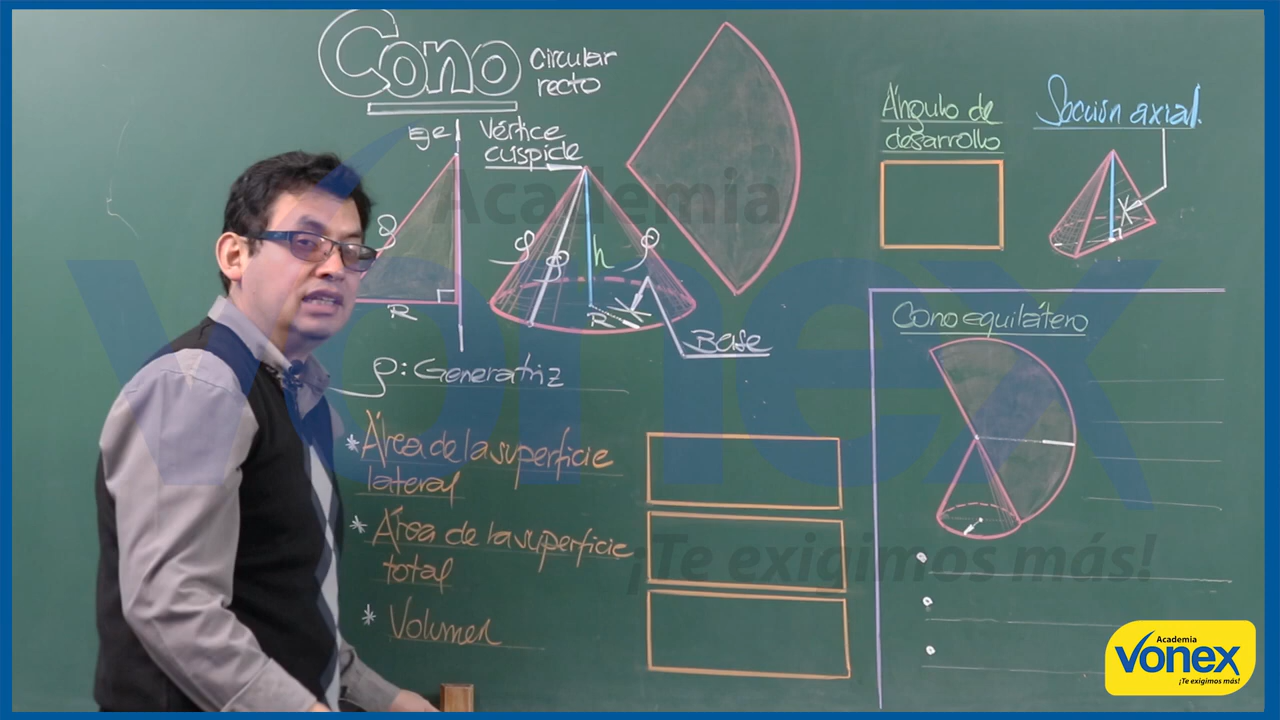 Cono
circular
recto
Eje
Vértice
cúspide
g
R
g
g
h
g
R
Base
g: Generatriz
* Área de la superficie
lateral
* Área de la superficie
total
* Volumen
Ángulo de
desarrollo
Sección axial
Cono equilátero
Academia
vonex
¡Te exigimos más!
Academia
vonex
¡Te exigimos más!